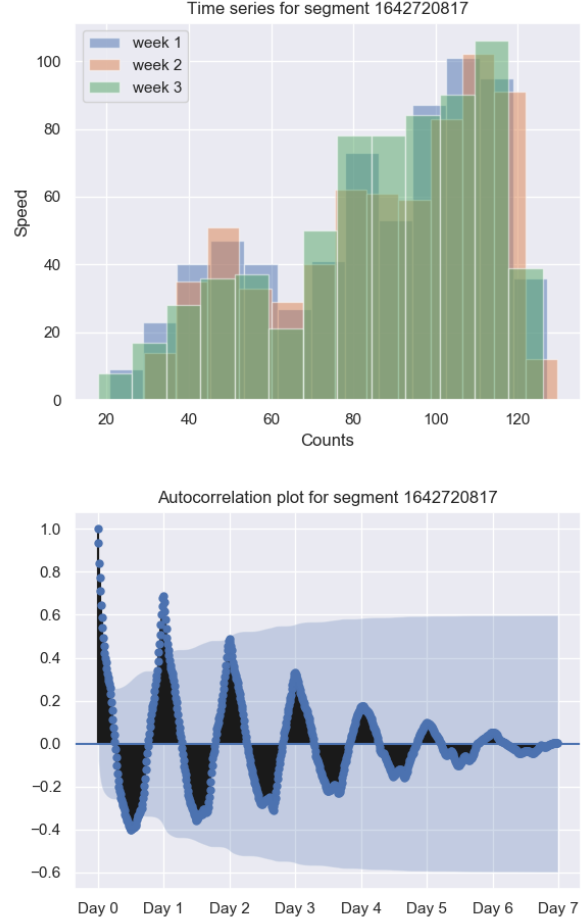 Time series for segment 1642720817
week 1
week 2
week 3
100
80
60
40
20
0
Speed
20 40 60 80 100 120
Counts
Autocorrelation plot for segment 1642720817
1.0
0.8
0.6
0.4
0.2
0.0
−0.2
−0.4
−0.6
Day 0 Day 1 Day 2 Day 3 Day 4 Day 5 Day 6 Day 7